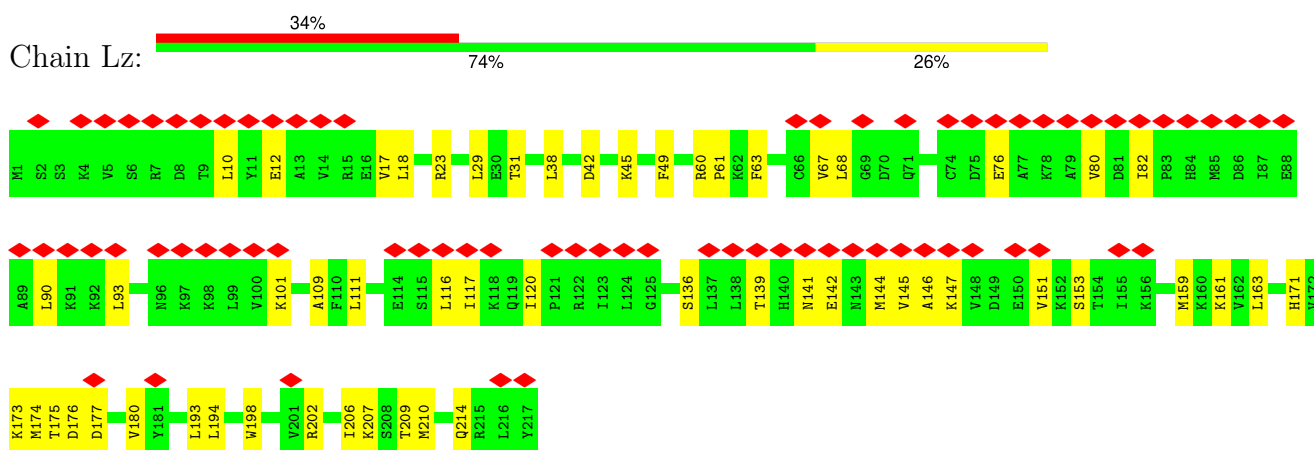 34%
Chain Lz:
74% 26%
M1 S2 S3 K4 V5 S6 R7 D8 T9 L10 Y11 E12 A13 V14 R15 E16 V17 L18 R23 L29 E30 T31 L38 D42 K45 F49 R60 P61 K62 F63 C66 V67 L68 G69 D70 Q71 C74 D75 E76 A77 K78 A79 V80 D81 I82 P83 H84 M85 D86 I87 E88
A89 L90 K91 K92 L93 N96 K97 K98 L99 V100 K101 A109 F110 L111 E114 S115 L116 I117 K118 Q119 I120 P121 R122 I123 L124 G125 S136 L137 L138 T139 H140 N141 E142 N143 M144 V145 A146 K147 V148 D149 E150 V151 K152 S153 T154 I155 K156 M159 K160 K161 V162 L163 H171
K173 M174 T175 D176 D177 V180 Y181 L193 L194 W198 V201 R202 I206 K207 S208 T209 M210 Q214 R215 L216 Y217